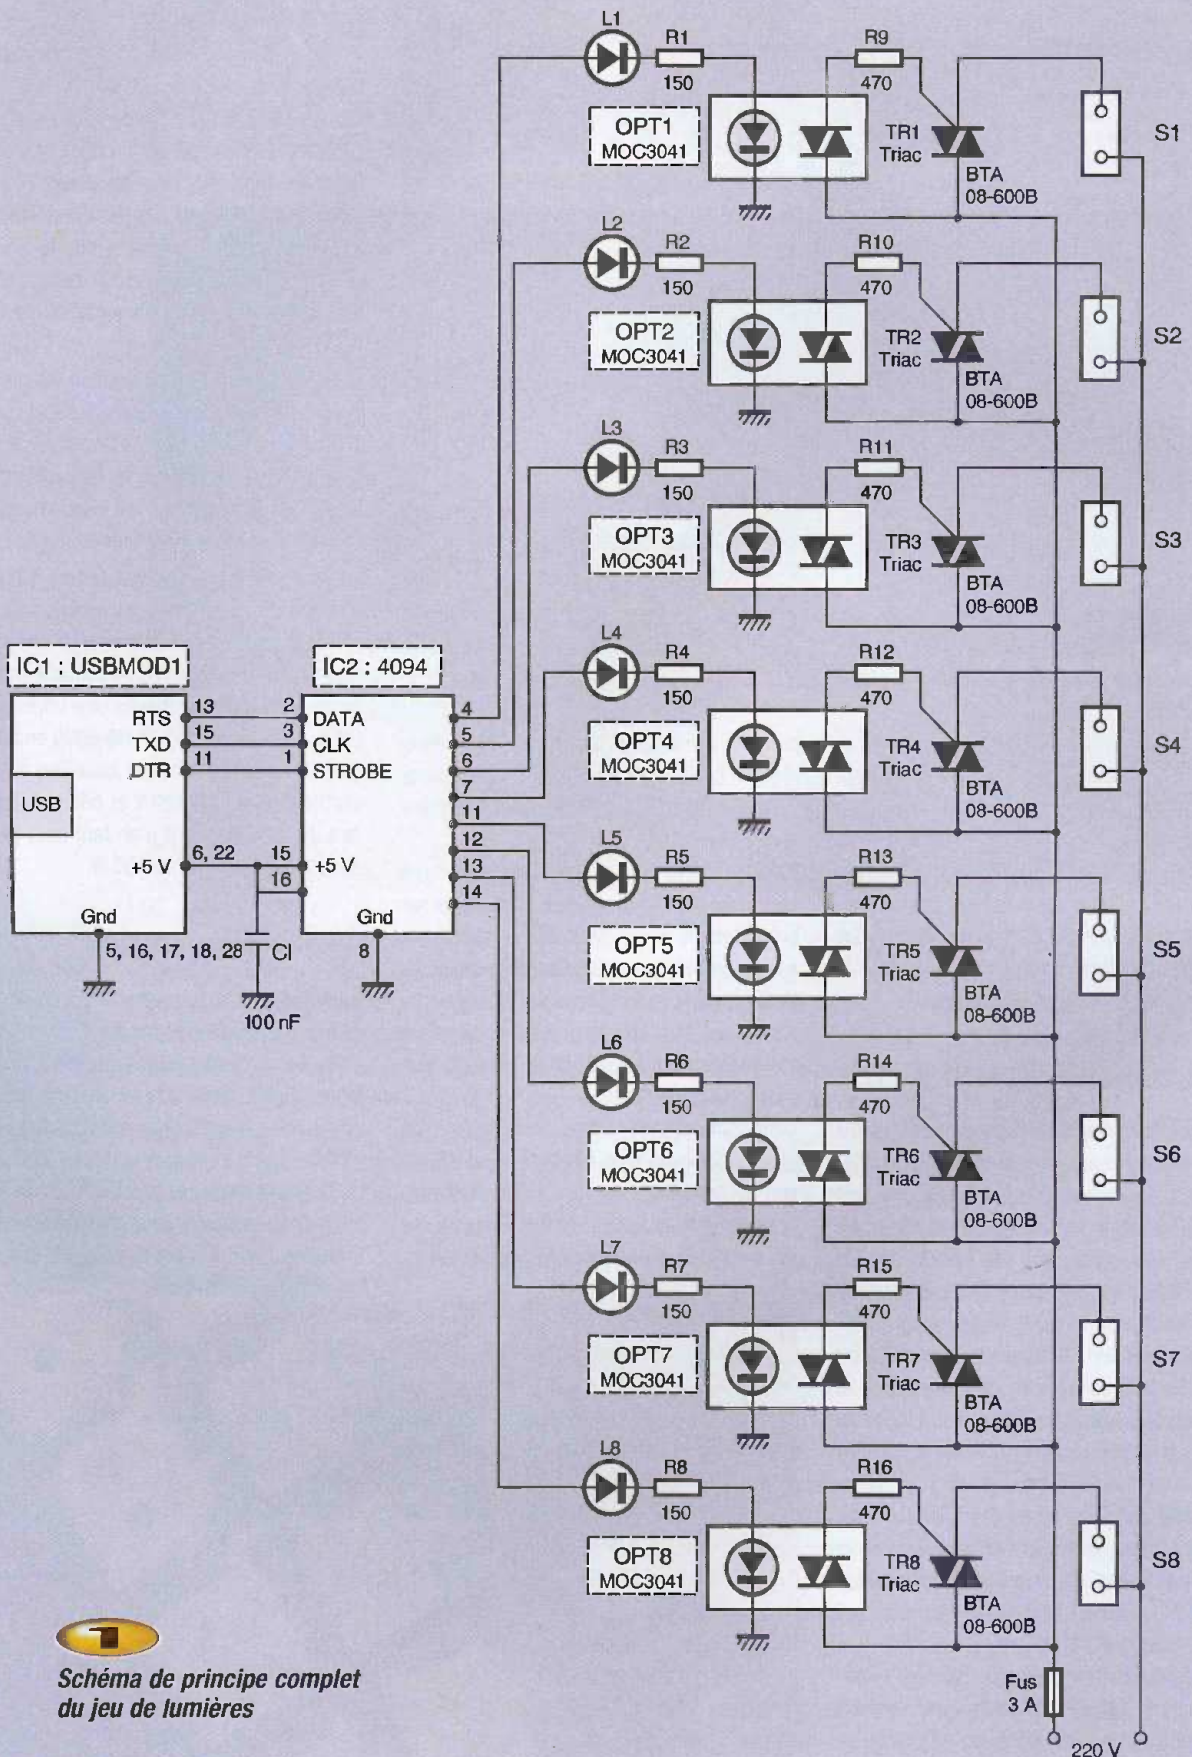 L1
R1
150
R9
470
OPT1
MOC3041
TR1
Triac
BTA
08-600B
S1
L2
R2
150
R10
470
OPT2
MOC3041
TR2
Triac
BTA
08-600B
S2
L3
R3
150
R11
470
OPT3
MOC3041
TR3
Triac
BTA
08-600B
S3
IC1 : USBMOD1
IC2 : 4094
RTS 13 2 DATA 4
TXD 15 3 CLK 5
DTR 11 1 STROBE 6
7
USB
11
12
+5 V 6, 22 15 +5 V 13
16 14
Gnd
5, 16, 17, 18, 28
CI
100 nF
Gnd
8
L4
R4
150
R12
470
OPT4
MOC3041
TR4
Triac
BTA
08-600B
S4
L5
R5
150
R13
470
OPT5
MOC3041
TR5
Triac
BTA
08-600B
S5
L6
R6
150
R14
470
OPT6
MOC3041
TR6
Triac
BTA
08-600B
S6
L7
R7
150
R15
470
OPT7
MOC3041
TR7
Triac
BTA
08-600B
S7
L8
R8
150
R16
470
OPT8
MOC3041
TR8
Triac
BTA
08-600B
S8
Fus
3 A
220 V
1
Schéma de principe complet
du jeu de lumières